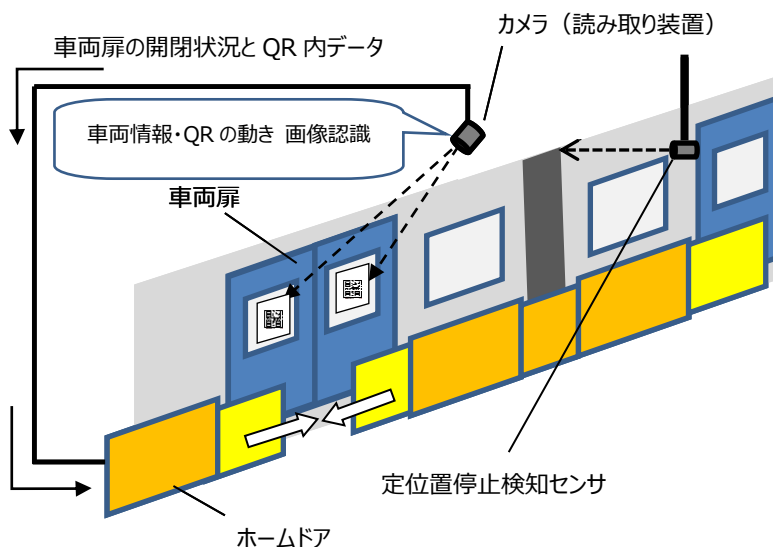 カメラ（読み取り装置）
車両扉の開閉状況と QR 内データ
車両情報・QR の動き 画像認識
車両扉
定位置停止検知センサ
ホームドア